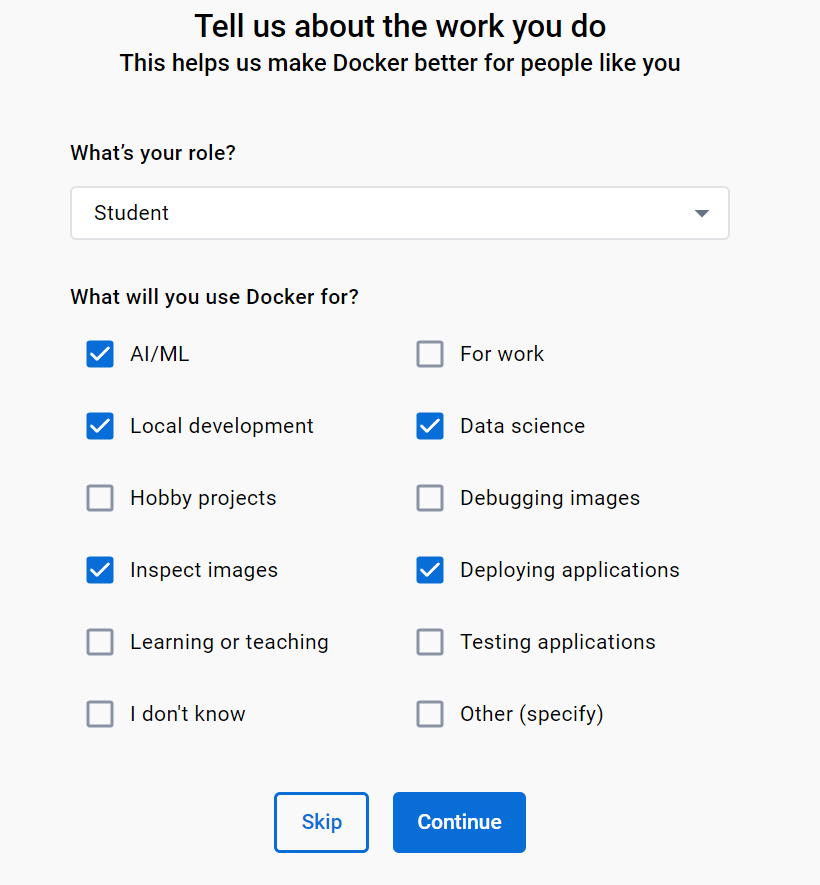 Tell us about the work you do
This helps us make Docker better for people like you
What's your role?
Student
What will you use Docker for?
AI/ML
For work
Local development
Data science
Hobby projects
Debugging images
Inspect images
Deploying applications
Learning or teaching
Testing applications
I don't know
Other (specify)
Skip
Continue